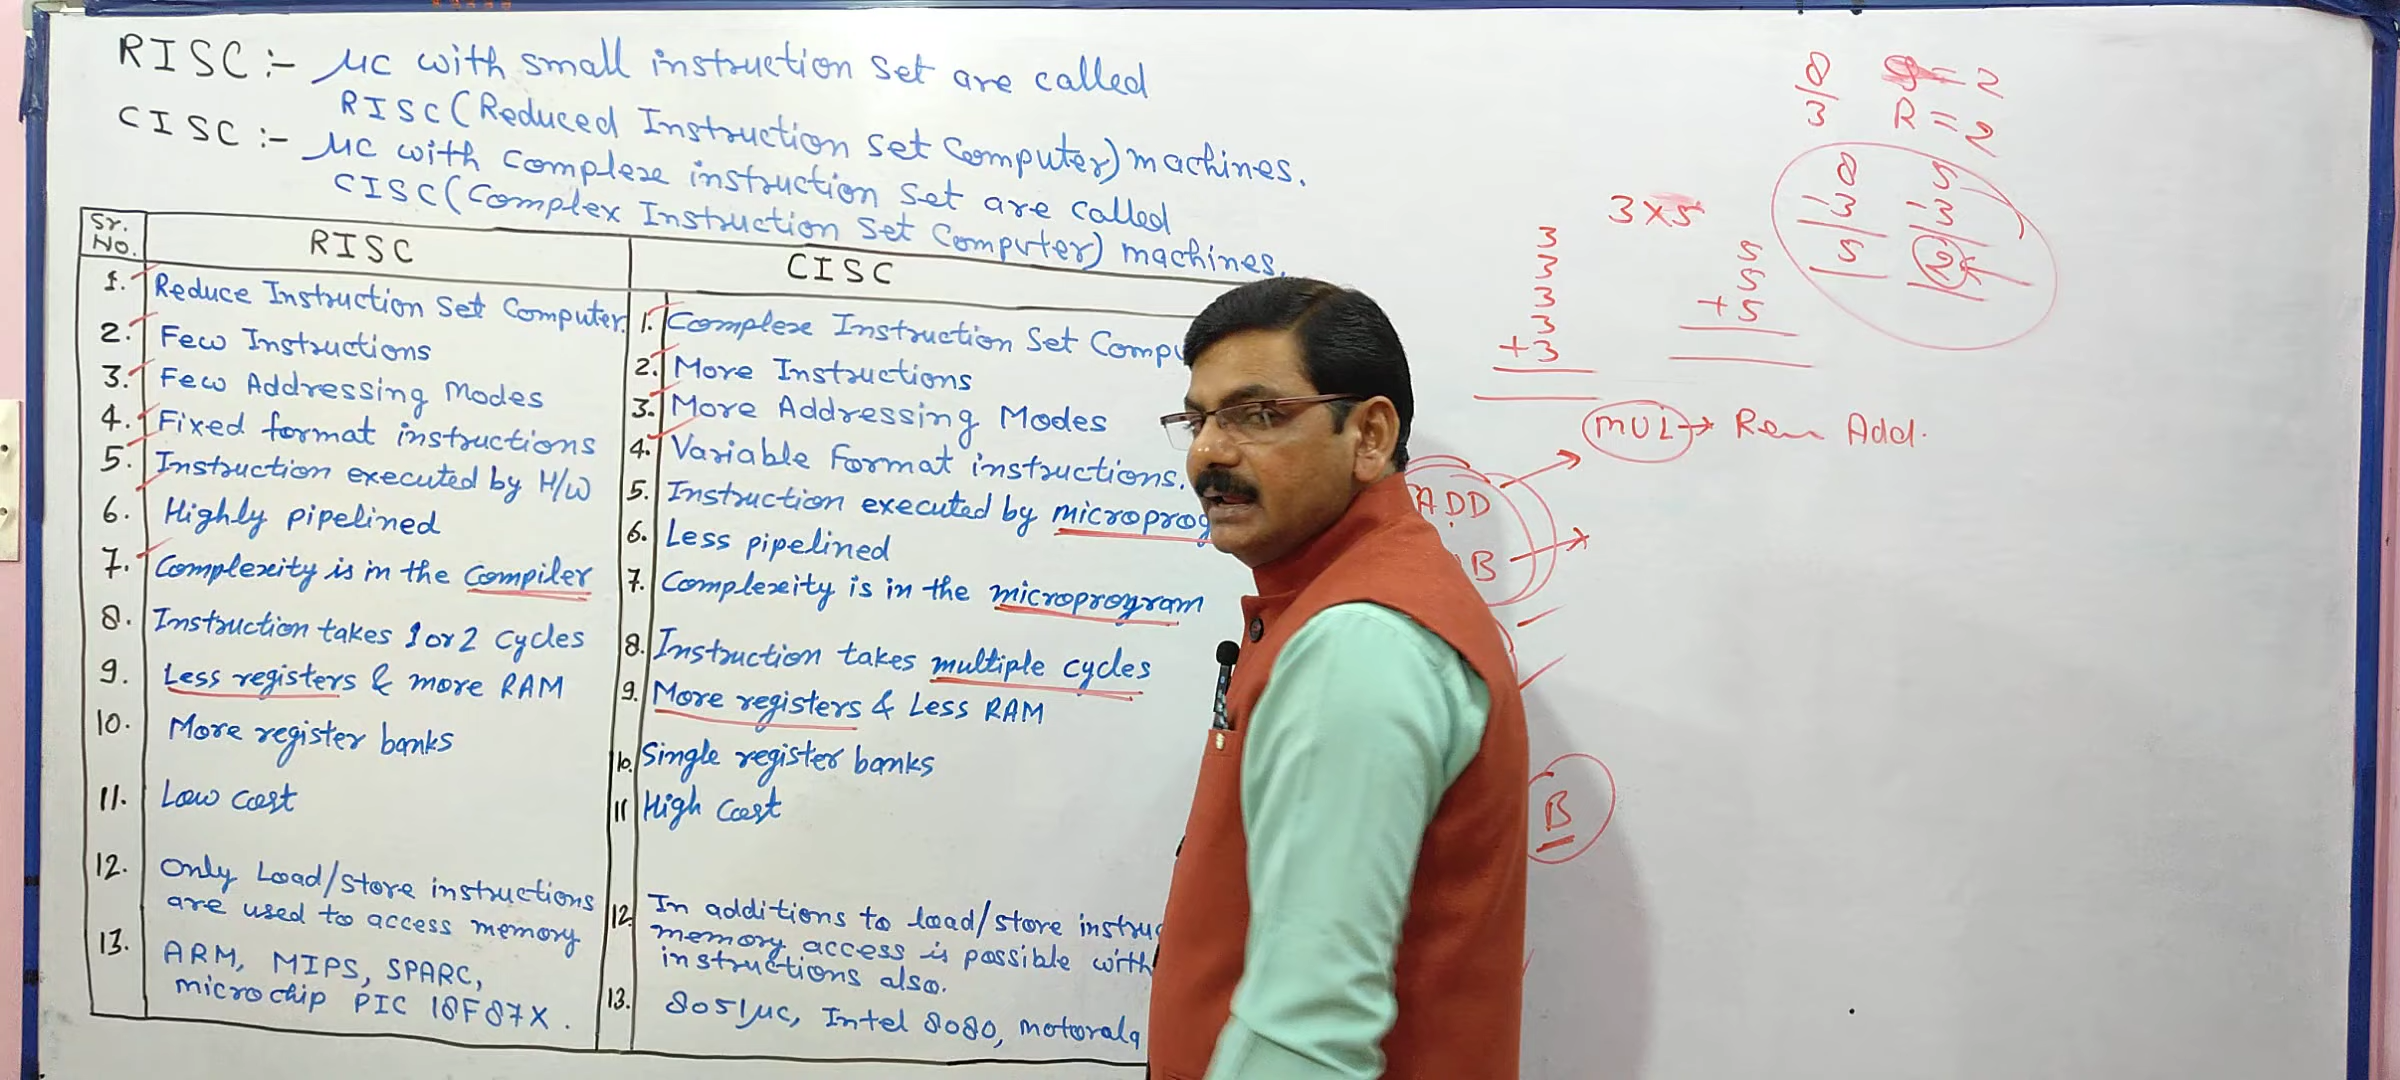 RISC :- μc with small instruction set are called
RISC (Reduced Instruction set Computer) machines.
CISC :- μc with complex instruction set are called
CISC (Complex Instruction set Computer) machines.
Sr. No. RISC CISC
1. Reduce Instruction set Computer
2. Few Instructions
3. Few Addressing Modes
4. Fixed format instructions
5. Instruction executed by H/W
6. Highly pipelined
7. Complexity is in the compiler
8. Instruction takes 1 or 2 cycles
9. Less registers & more RAM
10. More register banks
11. Low cost
12. Only Load/store instructions
are used to access memory
13. ARM, MIPS, SPARC,
microchip PIC 18F87X.
1. Complex Instruction Set Compu
2. More Instructions
3. More Addressing Modes
4. Variable format instructions.
5. Instruction executed by microprog
6. Less pipelined
7. Complexity is in the microprogram
8. Instruction takes multiple cycles
9. More registers & Less RAM
10. Single register banks
11 High cost
12. In additions to load/store instruc
memory access is possible with
instructions also.
13. 8051μc, Intel 8080, motorala
8 = 2
3 R = 2
8 5
-3 -3
5 2
3 x 5
3
3
3
3
+3
5
5
+5
MUL → Add.
ADD
B
B